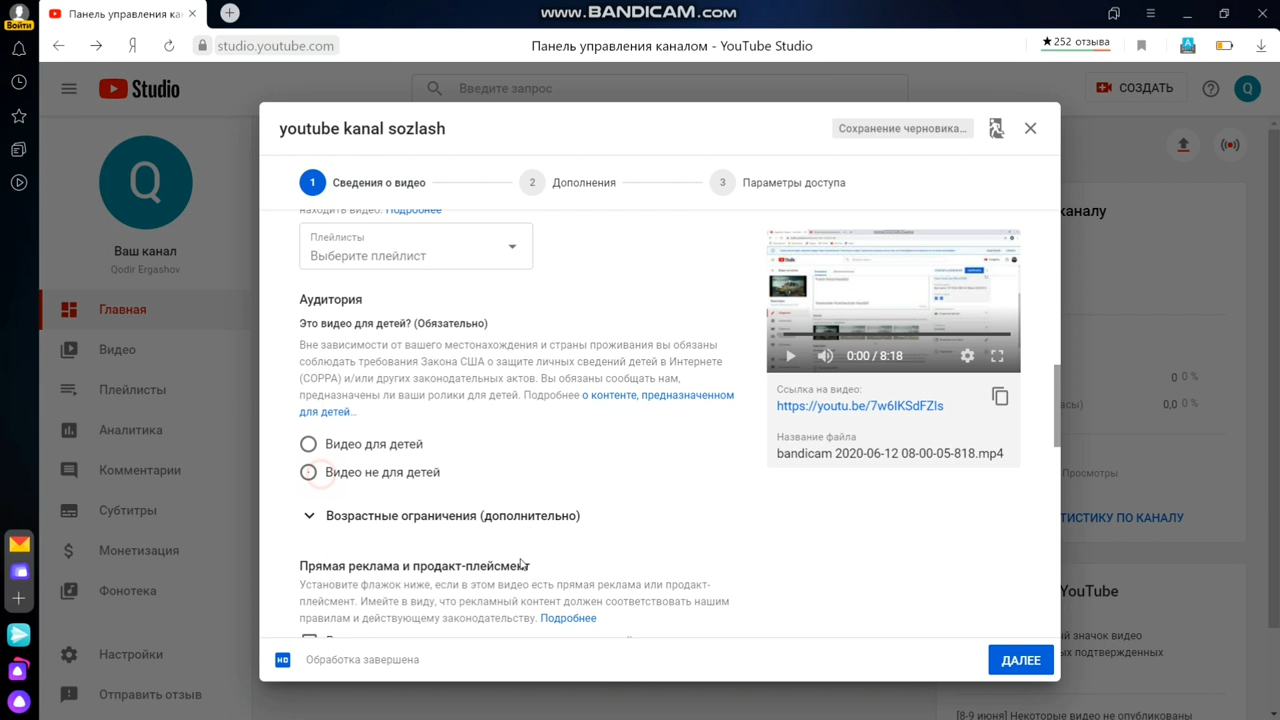 Войти
Панель управления ка
WWW.BANDICAM.COM
studio.youtube.com
Панель управления каналом - YouTube Studio
★252 отзыва
Studio
Введите запрос
СОЗДАТЬ
Q
Q
Ваш канал
Qodir Ergashov
Главная
Видео
Плейлисты
Аналитика
Комментарии
Субтитры
Монетизация
Фонотека
Настройки
Отправить отзыв
youtube kanal sozlash
Сохранение черновика...
1 Сведения о видео
2 Дополнения
3 Параметры доступа
находить видео. Подробнее
Плейлисты
Выберите плейлист
Аудитория
Это видео для детей? (Обязательно)
Вне зависимости от вашего местонахождения и страны проживания вы обязаны
соблюдать требования Закона США о защите личных сведений детей в Интернете
(COPPA) и/или других законодательных актов. Вы обязаны сообщать нам,
предназначены ли ваши ролики для детей. Подробнее о контенте, предназначенном
для детей...
Видео для детей
Видео не для детей
Возрастные ограничения (дополнительно)
Прямая реклама и продакт-плейсмент
Установите флажок ниже, если в этом видео есть прямая реклама или продакт-
плейсмент. Имейте в виду, что рекламный контент должен соответствовать нашим
правилам и действующему законодательству. Подробнее
0:00 / 8:18
Ссылка на видео:
https://youtu.be/7w6IKSdFZIs
Название файла
bandicam 2020-06-12 08-00-05-818.mp4
HD Обработка завершена
ДАЛЕЕ
каналу
0 0 %
асы) 0,0 0 %
Просмотры
ТИСТИКУ ПО КАНАЛУ
YouTube
ый значок видео
х подтвержденных
[8-9 июня] Некоторые видео не опубликованы